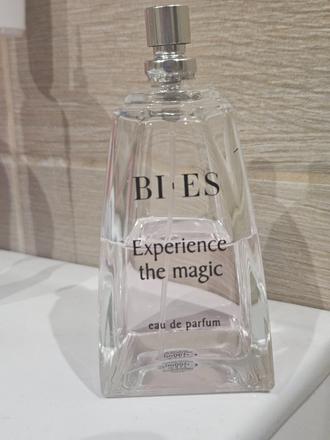 BI·ES
Experience
the magic
eau de parfum